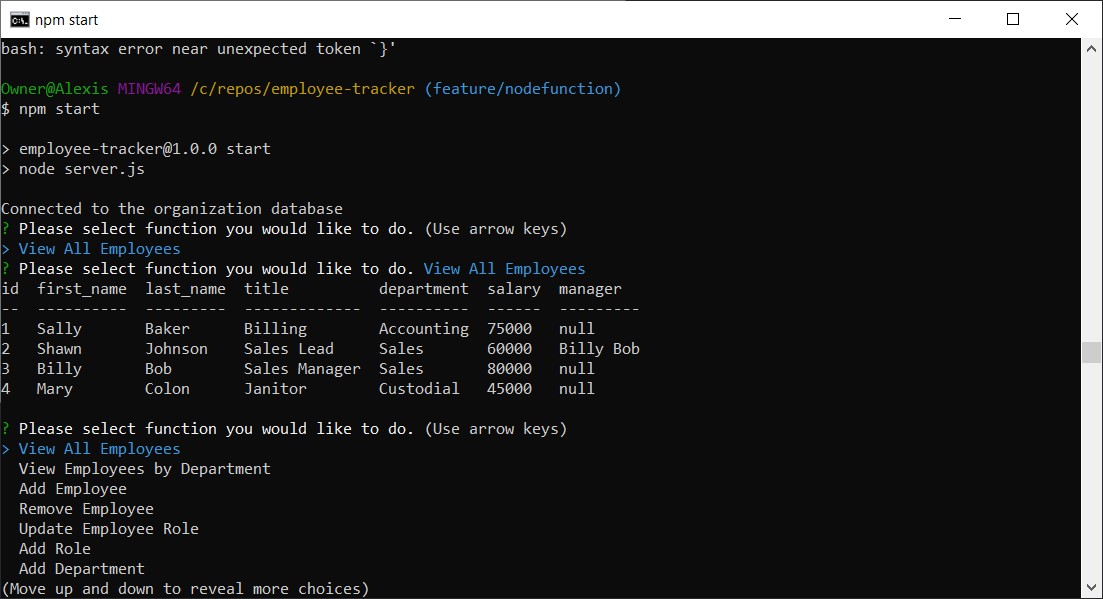 npm start
bash: syntax error near unexpected token `}'
Owner@Alexis MINGW64 /c/repos/employee-tracker (feature/nodefunction)
$ npm start
> employee-tracker@1.0.0 start
> node server.js
Connected to the organization database
? Please select function you would like to do. (Use arrow keys)
> View All Employees
? Please select function you would like to do. View All Employees
id  first_name  last_name  title          department  salary  manager
--  ----------  ---------  -------------  ----------  ------  ---------
1   Sally       Baker      Billing        Accounting  75000   null
2   Shawn       Johnson    Sales Lead     Sales       60000   Billy Bob
3   Billy       Bob        Sales Manager  Sales       80000   null
4   Mary        Colon      Janitor        Custodial   45000   null
? Please select function you would like to do. (Use arrow keys)
> View All Employees
  View Employees by Department
  Add Employee
  Remove Employee
  Update Employee Role
  Add Role
  Add Department
(Move up and down to reveal more choices)